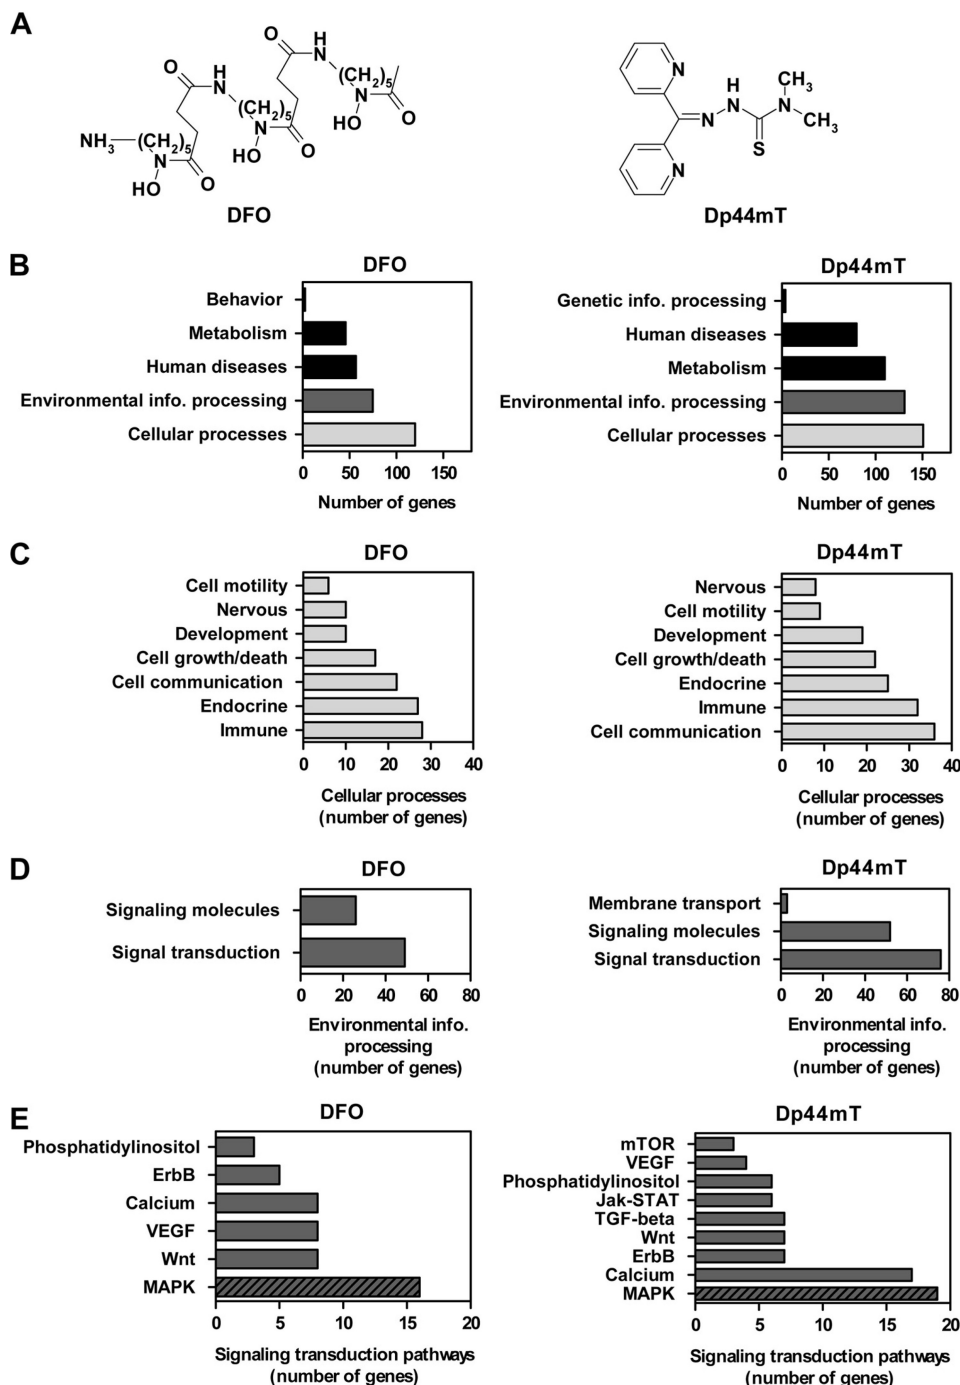 A
O
H
N
(CH₂)₅
N
HO
O
O
H
N
(CH₂)₅
N
HO
O
NH₃
(CH₂)₅
N
HO
O
DFO
N
N
N
H
N
S
N
CH₃
CH₃
Dp44mT
B
DFO
Behavior
Metabolism
Human diseases
Environmental info. processing
Cellular processes
0 50 100 150
Number of genes
Dp44mT
Genetic info. processing
Human diseases
Metabolism
Environmental info. processing
Cellular processes
0 50 100 150
Number of genes
C
DFO
Cell motility
Nervous
Development
Cell growth/death
Cell communication
Endocrine
Immune
0 10 20 30 40
Cellular processes
(number of genes)
Dp44mT
Nervous
Cell motility
Development
Cell growth/death
Endocrine
Immune
Cell communication
0 10 20 30 40
Cellular processes
(number of genes)
D
DFO
Signaling molecules
Signal transduction
0 20 40 60 80
Environmental info.
processing
(number of genes)
Dp44mT
Membrane transport
Signaling molecules
Signal transduction
0 20 40 60 80
Environmental info.
processing
(number of genes)
E
DFO
Phosphatidylinositol
ErbB
Calcium
VEGF
Wnt
MAPK
0 5 10 15 20
Signaling transduction pathways
(number of genes)
Dp44mT
mTOR
VEGF
Phosphatidylinositol
Jak-STAT
TGF-beta
Wnt
ErbB
Calcium
MAPK
0 5 10 15 20
Signaling transduction pathways
(number of genes)